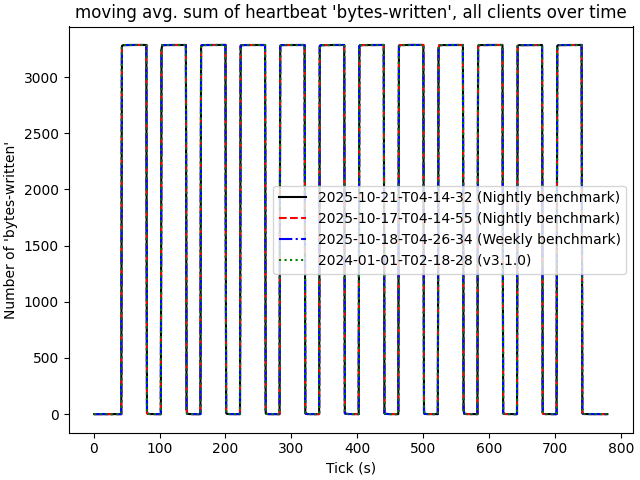 moving avg. sum of heartbeat 'bytes-written', all clients over time
Number of 'bytes-written'
3000
2500
2000
1500
1000
500
0
2025-10-21-T04-14-32 (Nightly benchmark)
2025-10-17-T04-14-55 (Nightly benchmark)
2025-10-18-T04-26-34 (Weekly benchmark)
2024-01-01-T02-18-28 (v3.1.0)
0 100 200 300 400 500 600 700 800
Tick (s)